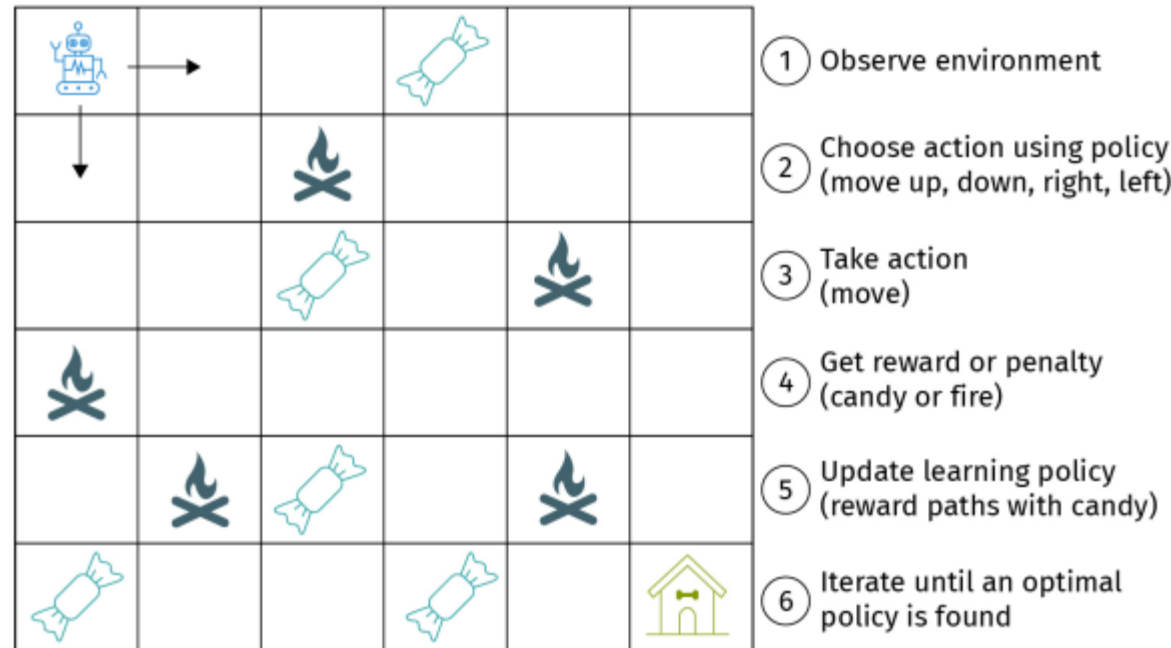 1 Observe environment
2 Choose action using policy
(move up, down, right, left)
3 Take action
(move)
4 Get reward or penalty
(candy or fire)
5 Update learning policy
(reward paths with candy)
6 Iterate until an optimal
policy is found